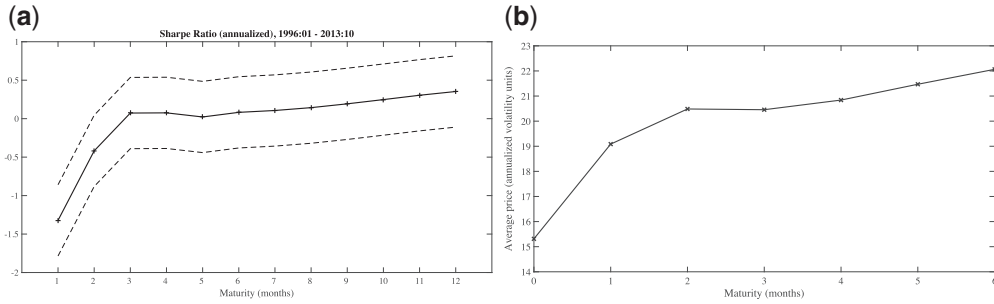 (a)
Sharpe Ratio (annualized), 1996:01 - 2013:10
1
0.5
0
-0.5
-1
-1.5
-2
1 2 3 4 5 6 7 8 9 10 11 12
Maturity (months)
(b)
Average price (annualized volatility units)
23
22
21
20
19
18
17
16
15
14
0 1 2 3 4 5 6
Maturity (months)